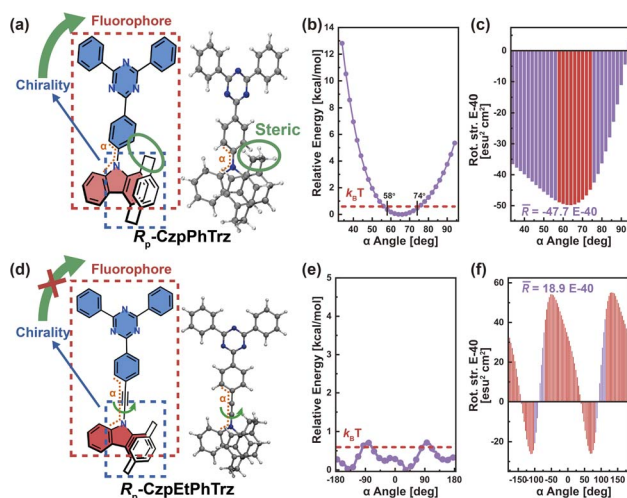 (a)
Fluorophore
Chirality
N
N
N
α
N
Steric
α
Rp-CzpPhTrz
(b)
Relative Energy [kcal/mol]
14
12
10
8
6
4
2
0
58°
74°
kBT
40 50 60 70 80 90
α Angle [deg]
(c)
Rot. str. E-40
[esu² cm²]
0
-10
-20
-30
-40
-50
R̅ = -47.7 E-40
40 50 60 70 80 90
α Angle [deg]
(d)
Fluorophore
Chirality
N
N
N
α
N
α
Rp-CzpEtPhTrz
(e)
Relative Energy [kcal/mol]
5
4
3
2
1
0
kBT
-180 -90 0 90 180
α Angle [deg]
(f)
Rot. str. E-40
[esu² cm²]
60
40
20
0
-20
R̅ = 18.9 E-40
-150 -100 -50 0 50 100 150
α Angle [deg]